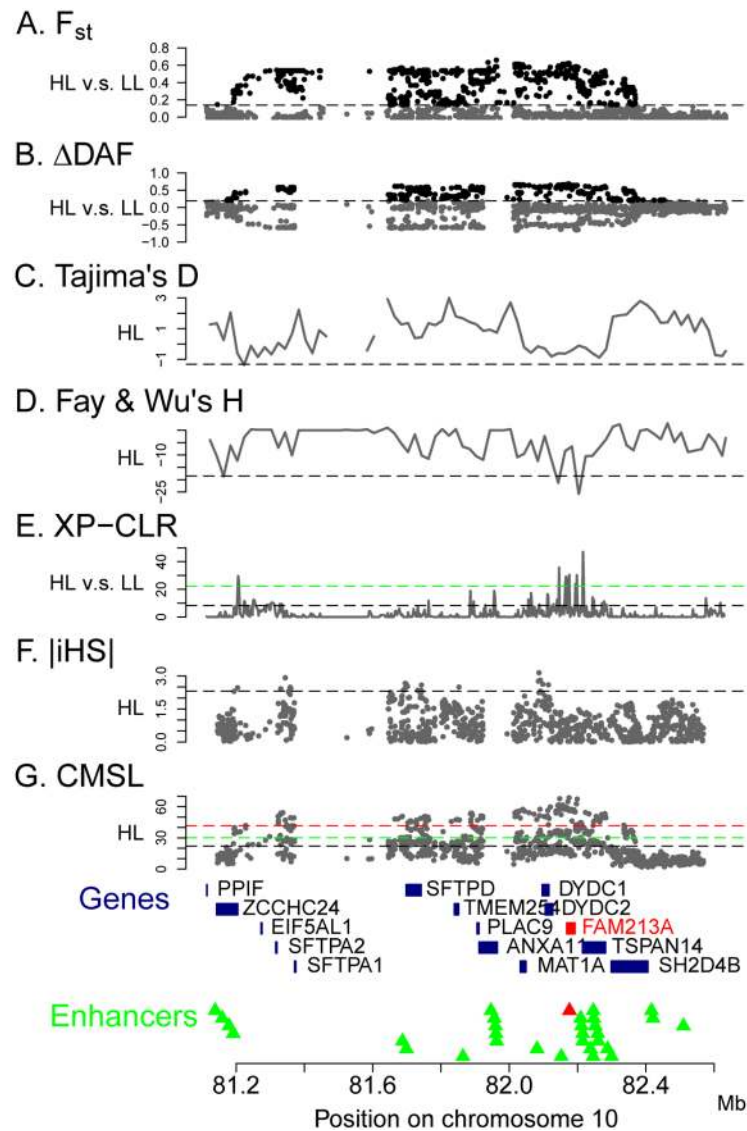 A. Fst
HL v.s. LL
0.8
0.6
0.4
0.2
0.0
B. ΔDAF
HL v.s. LL
1.0
0.5
0.0
−0.5
−1.0
C. Tajima's D
HL
3
1
−1
D. Fay & Wu's H
HL
−10
−25
E. XP−CLR
HL v.s. LL
40
20
0
F. |iHS|
HL
3.0
1.5
0.0
G. CMSL
HL
60
30
0
Genes
PPIF SFTPD DYDC1
ZCCHC24 TMEM254 DYDC2
EIF5AL1 PLAC9 FAM213A
SFTPA2 ANXA11 TSPAN14
SFTPA1 MAT1A SH2D4B
Enhancers
81.2 81.6 82.0 82.4
Mb
Position on chromosome 10